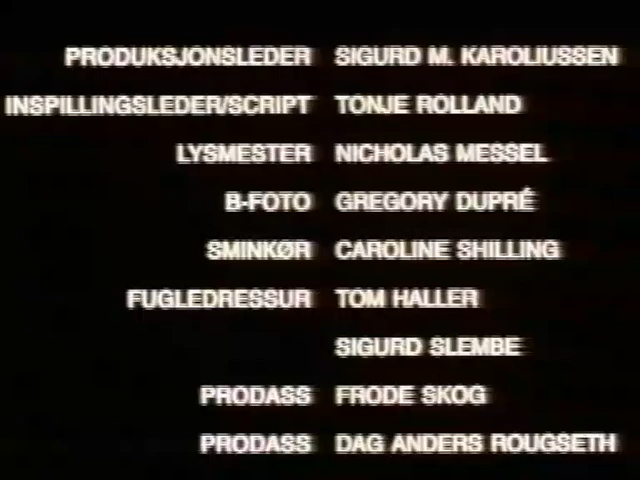 PRODUKSJONSLEDER SIGURD M. KAROLIUSSEN
INSPILLINGSLEDER/SCRIPT TONJE ROLLAND
LYSMESTER NICHOLAS MESSEL
B-FOTO GREGORY DUPRÉ
SMINKØR CAROLINE SHILLING
FUGLEDRESSUR TOM HALLER
SIGURD SLEMBE
PRODASS FRODE SKOG
PRODASS DAG ANDERS ROUGSETH